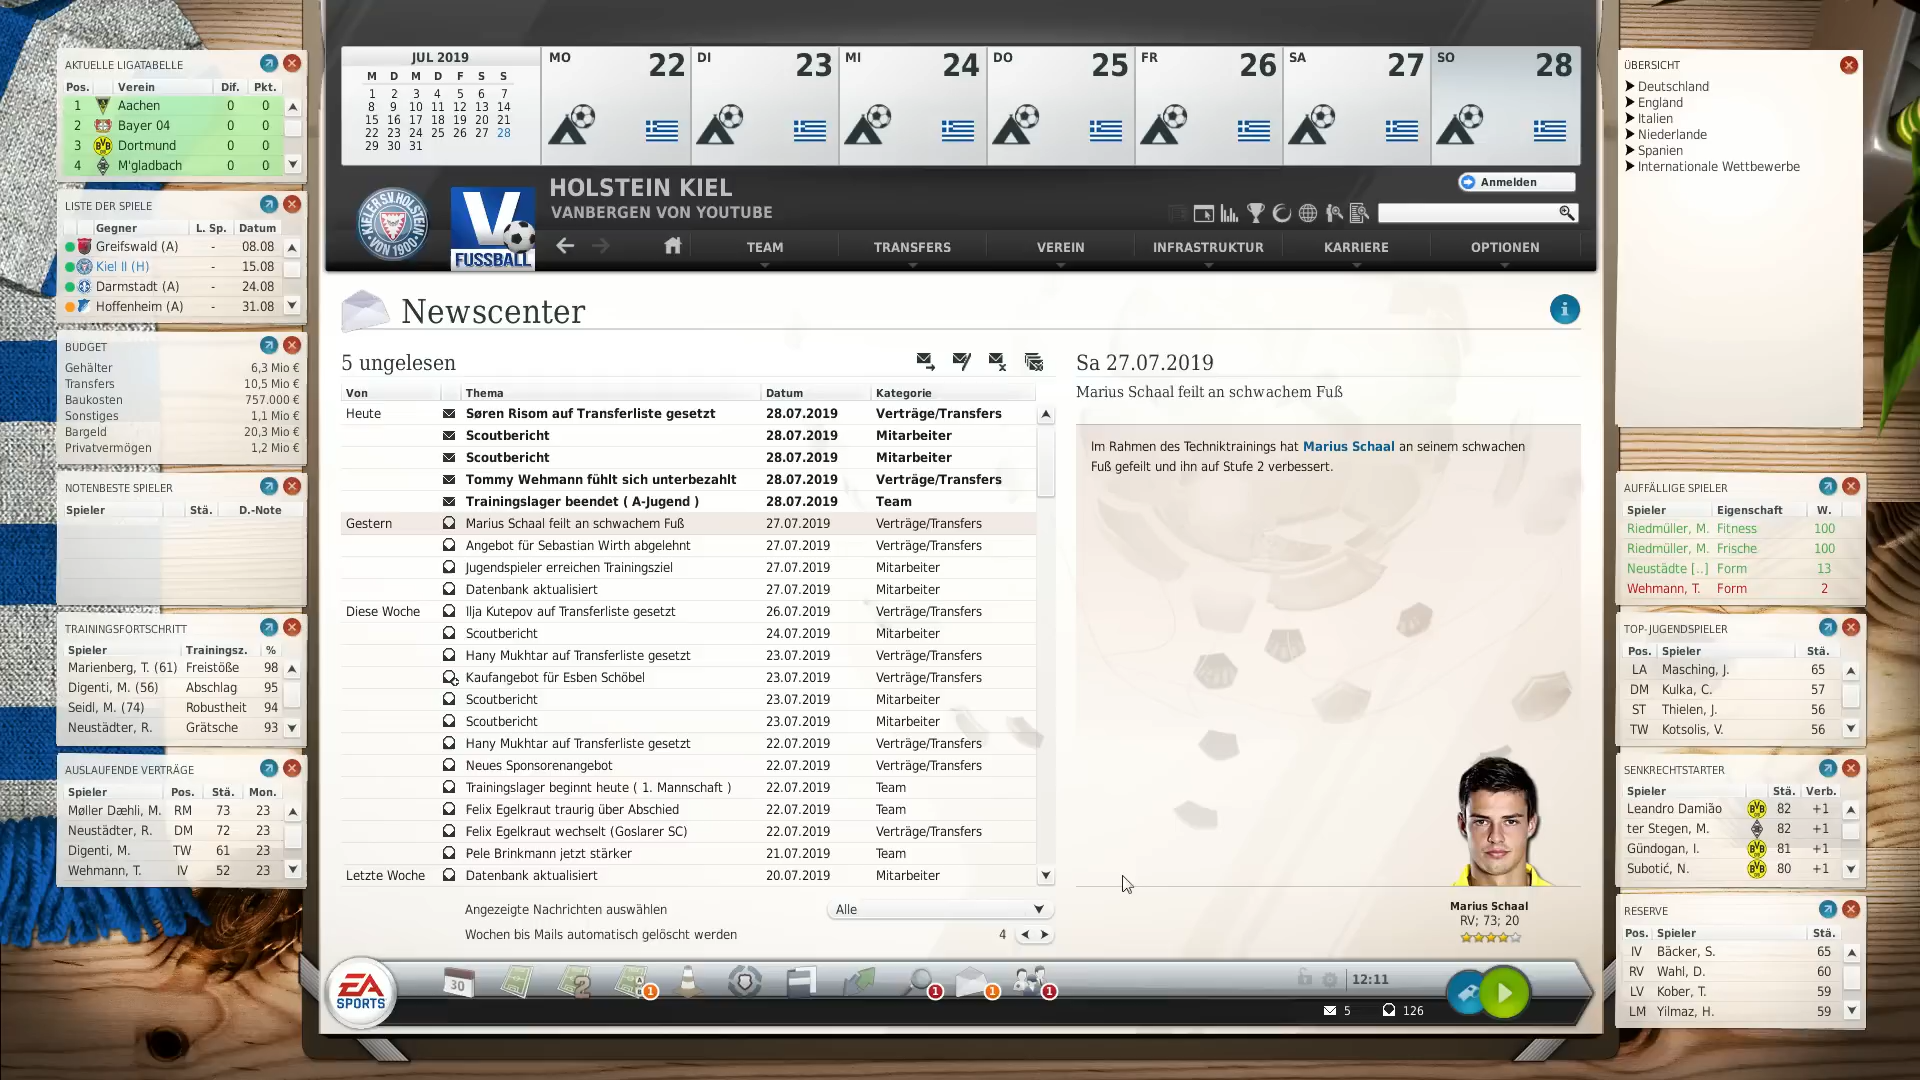 AKTUELLE LIGATABELLE
Pos. Verein Dif. Pkt.
1 Aachen 0 0
2 Bayer 04 0 0
3 Dortmund 0 0
4 M'gladbach 0 0
LISTE DER SPIELE
Gegner L. Sp. Datum
Greifswald (A) - 08.08
Kiel II (H) - 15.08
Darmstadt (A) - 24.08
Hoffenheim (A) - 31.08
BUDGET
Gehälter 6,3 Mio €
Transfers 10,5 Mio €
Baukosten 757.000 €
Sonstiges 1,1 Mio €
Bargeld 20,3 Mio €
Privatvermögen 1,2 Mio €
NOTENBESTE SPIELER
Spieler Stä. D.-Note
TRAININGSFORTSCHRITT
Spieler Trainingsz. %
Marienberg, T. (61) Freistöße 98
Digenti, M. (56) Abschlag 95
Seidl, M. (74) Robustheit 94
Neustädter, R. Grätsche 93
AUSLAUFENDE VERTRÄGE
Spieler Pos. Stä. Mon.
Møller Dæhli, M. RM 73 23
Neustädter, R. DM 72 23
Digenti, M. TW 61 23
Wehmann, T. IV 52 23
JUL 2019
M D M D F S S
1 2 3 4 5 6 7
8 9 10 11 12 13 14
15 16 17 18 19 20 21
22 23 24 25 26 27 28
29 30 31
MO 22 DI 23 MI 24 DO 25 FR 26 SA 27 SO 28
KIELER S.V. HOLSTEIN
VON 1900
V
FUSSBALL
HOLSTEIN KIEL
VANBERGEN VON YOUTUBE
Anmelden
TEAM TRANSFERS VEREIN INFRASTRUKTUR KARRIERE OPTIONEN
Newscenter
5 ungelesen
Von Thema Datum Kategorie
Heute Søren Risom auf Transferliste gesetzt 28.07.2019 Verträge/Transfers
Scoutbericht 28.07.2019 Mitarbeiter
Scoutbericht 28.07.2019 Mitarbeiter
Tommy Wehmann fühlt sich unterbezahlt 28.07.2019 Verträge/Transfers
Trainingslager beendet ( A-Jugend ) 28.07.2019 Team
Gestern Marius Schaal feilt an schwachem Fuß 27.07.2019 Verträge/Transfers
Angebot für Sebastian Wirth abgelehnt 27.07.2019 Verträge/Transfers
Jugendspieler erreichen Trainingsziel 27.07.2019 Mitarbeiter
Datenbank aktualisiert 27.07.2019 Mitarbeiter
Diese Woche Ilja Kutepov auf Transferliste gesetzt 26.07.2019 Verträge/Transfers
Scoutbericht 24.07.2019 Mitarbeiter
Hany Mukhtar auf Transferliste gesetzt 23.07.2019 Verträge/Transfers
Kaufangebot für Esben Schöbel 23.07.2019 Verträge/Transfers
Scoutbericht 23.07.2019 Mitarbeiter
Scoutbericht 23.07.2019 Mitarbeiter
Hany Mukhtar auf Transferliste gesetzt 22.07.2019 Verträge/Transfers
Neues Sponsorenangebot 22.07.2019 Verträge/Transfers
Trainingslager beginnt heute ( 1. Mannschaft ) 22.07.2019 Team
Felix Egelkraut traurig über Abschied 22.07.2019 Team
Felix Egelkraut wechselt (Goslarer SC) 22.07.2019 Verträge/Transfers
Pele Brinkmann jetzt stärker 21.07.2019 Team
Letzte Woche Datenbank aktualisiert 20.07.2019 Mitarbeiter
Angezeigte Nachrichten auswählen Alle
Wochen bis Mails automatisch gelöscht werden 4
Sa 27.07.2019
Marius Schaal feilt an schwachem Fuß
Im Rahmen des Techniktrainings hat Marius Schaal an seinem schwachen
Fuß gefeilt und ihn auf Stufe 2 verbessert.
Marius Schaal
RV; 73; 20
EA
SPORTS
30 2 1 1 1 1
12:11
5 126
ÜBERSICHT
Deutschland
England
Italien
Niederlande
Spanien
Internationale Wettbewerbe
AUFFÄLLIGE SPIELER
Spieler Eigenschaft W.
Riedmüller, M. Fitness 100
Riedmüller, M. Frische 100
Neustädte [..] Form 13
Wehmann, T. Form 2
TOP-JUGENDSPIELER
Pos. Spieler Stä.
LA Masching, J. 65
DM Kulka, C. 57
ST Thielen, J. 56
TW Kotsolis, V. 56
SENKRECHTSTARTER
Spieler Stä. Verb.
Leandro Damião 82 +1
ter Stegen, M. 82 +1
Gündogan, I. 81 +1
Subotić, N. 80 +1
RESERVE
Pos. Spieler Stä.
IV Bäcker, S. 65
RV Wahl, D. 60
LV Kober, T. 59
LM Yilmaz, H. 59